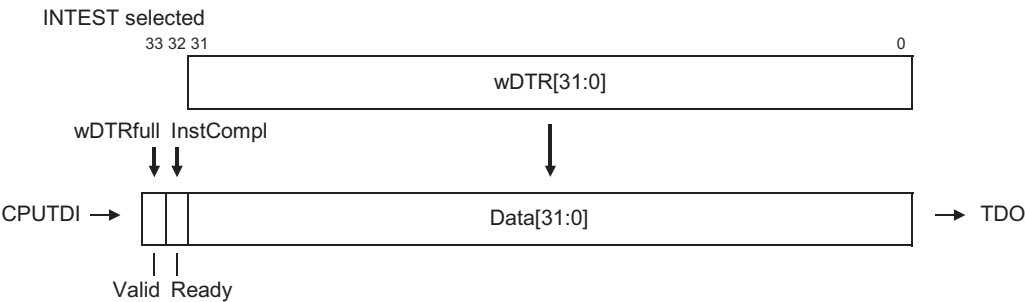 INTEST selected
33 32 31 0
wDTR[31:0]
wDTRfull InstCompl
CPUTDI Data[31:0] TDO
Valid Ready